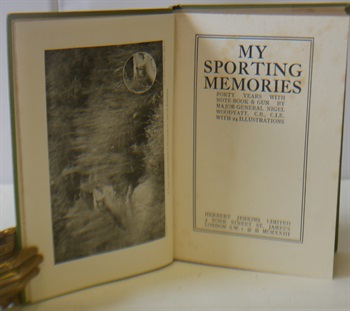 MY
SPORTING
MEMORIES
FORTY YEARS WITH
NOTE BOOK & GUN BY
MAJOR-GENERAL NIGEL
WOODYATT, C.B., C.I.E.
WITH 24 ILLUSTRATIONS
HERBERT JENKINS LIMITED
3 YORK STREET ST. JAMES'S
LONDON S.W.1 MCMXXIII